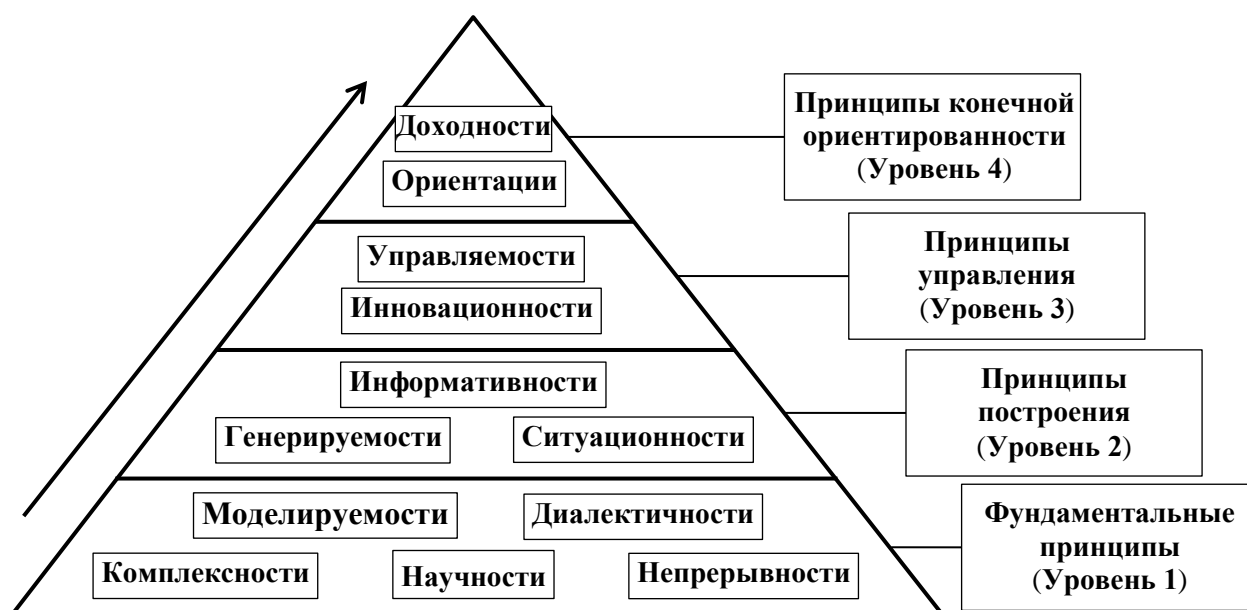 Доходности
Ориентации
Принципы конечной
ориентированности
(Уровень 4)
Управляемости
Инновационности
Принципы
управления
(Уровень 3)
Информативности
Генерируемости
Ситуационности
Принципы
построения
(Уровень 2)
Моделируемости
Диалектичности
Комплексности
Научности
Непрерывности
Фундаментальные
принципы
(Уровень 1)